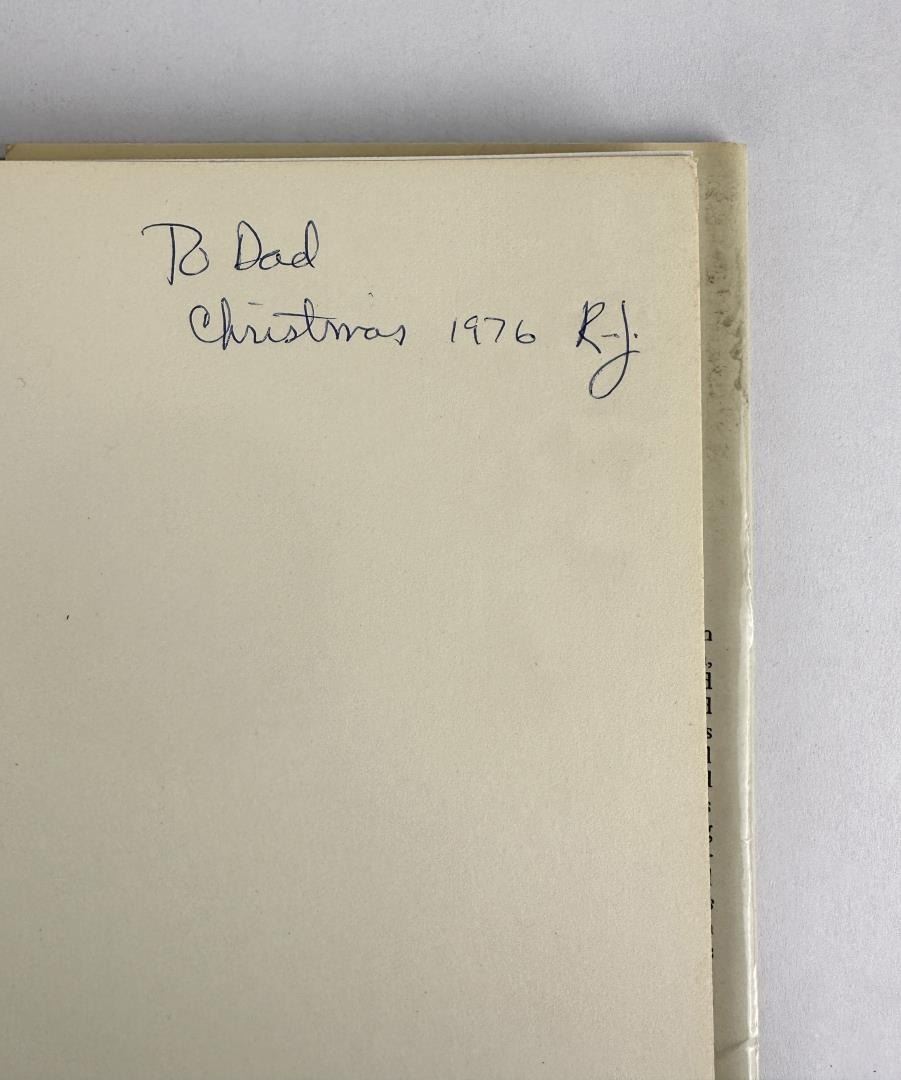 To Dad
Christmas 1976 R.J.